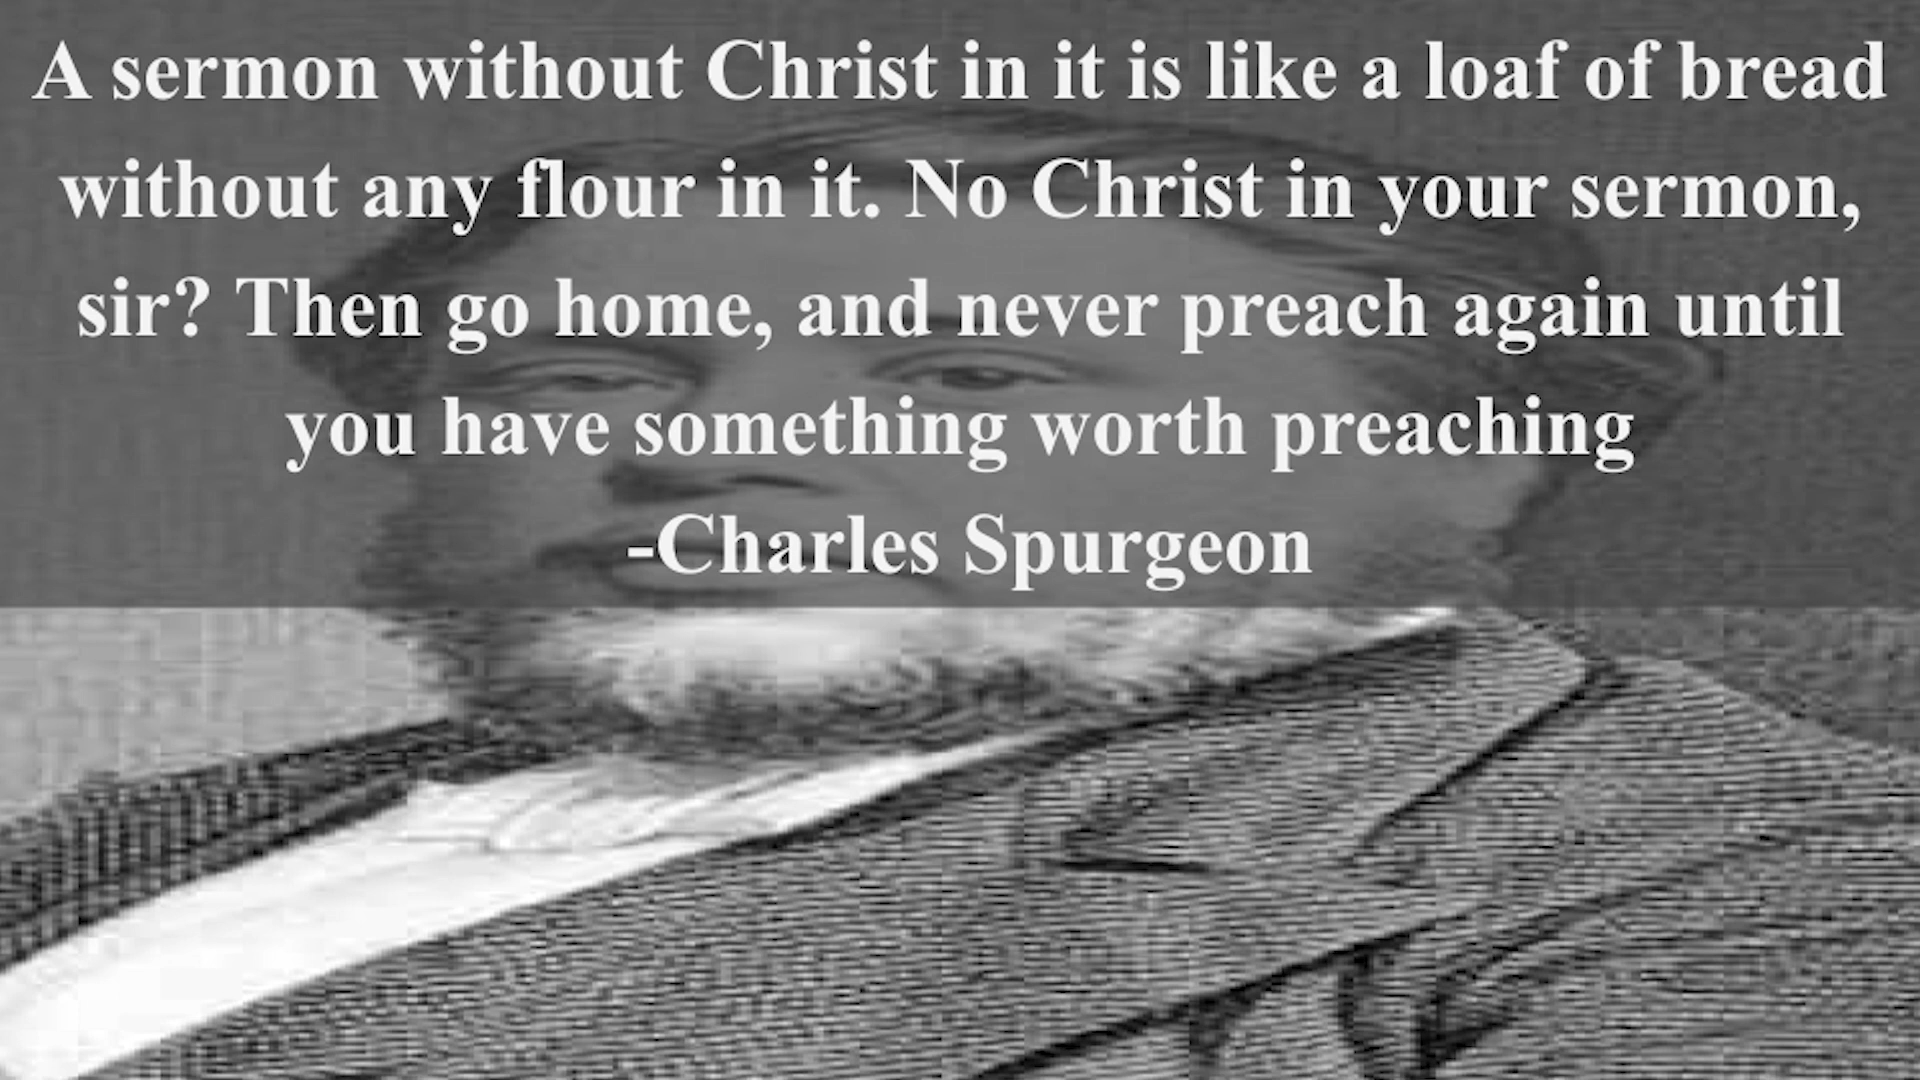 A sermon without Christ in it is like a loaf of bread
without any flour in it. No Christ in your sermon,
sir? Then go home, and never preach again until
you have something worth preaching
-Charles Spurgeon